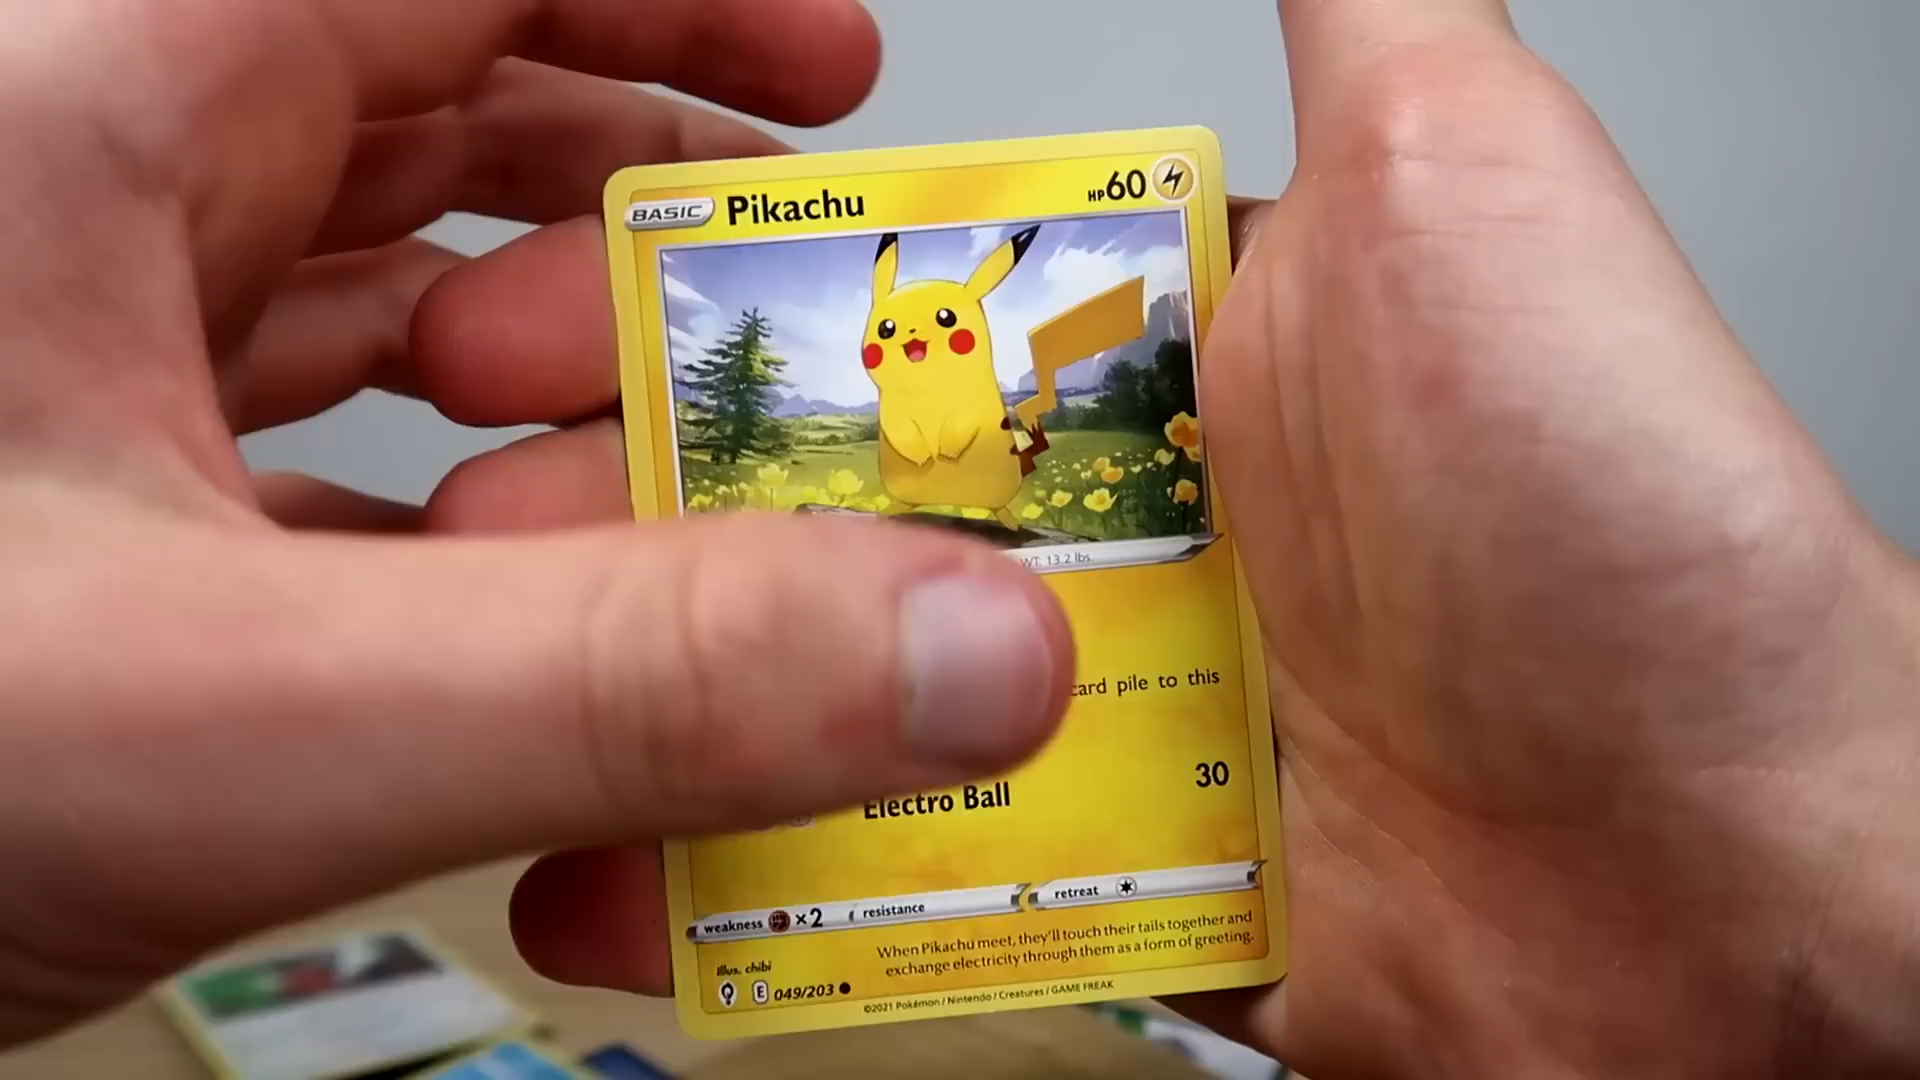 BASIC Pikachu HP 60
WT: 13.2 lbs.
card pile to this
Electro Ball 30
weakness ×2 resistance retreat
When Pikachu meet, they'll touch their tails together and
exchange electricity through them as a form of greeting.
Illus. chibi
E 049/203
©2021 Pokémon / Nintendo / Creatures / GAME FREAK